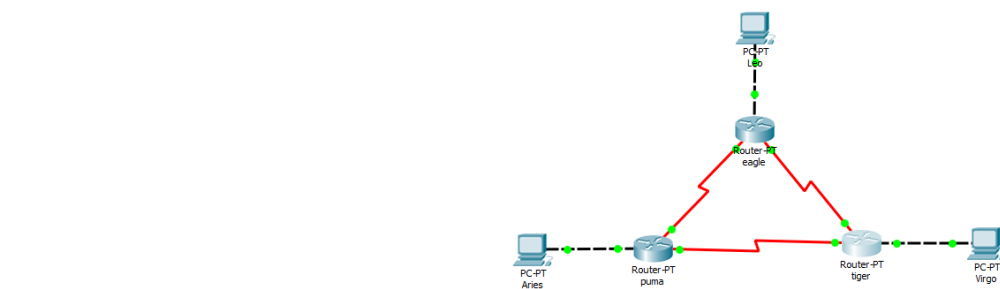 PC-PT
Leo
Router-PT
eagle
PC-PT
Aries
Router-PT
puma
Router-PT
tiger
PC-PT
Virgo